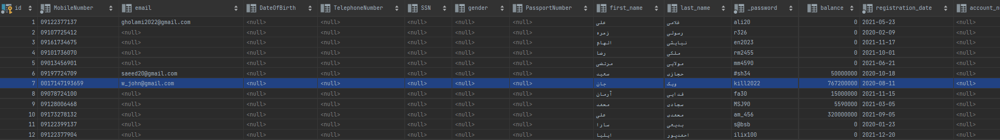 id MobileNumber email DateOfBirth TelephoneNumber SSN gender PassportNumber first_name last_name _password balance registration_date account_n
1 09122377137 gholami2022@gmail.com <null> <null> <null> <null> <null> علی غلامی ali20 0 2021-05-23 <null>
2 09107725412 <null> <null> <null> <null> <null> <null> زهره رسولی r326 0 2020-02-09 <null>
3 09161734675 <null> <null> <null> <null> <null> <null> الهام نیایشی en2023 0 2021-11-17 <null>
4 09101736070 <null> <null> <null> <null> <null> <null> رضا ملکی rm2455 0 2021-10-01 <null>
5 09013456901 <null> <null> <null> <null> <null> <null> مرتضی مولایی mm4590 0 2021-06-21 <null>
6 09197724709 saeed20@gmail.com <null> <null> <null> <null> <null> سعید حجازی #sh34 50000000 2020-10-18 <null>
7 0017147193659 w_john@gmail.com <null> <null> <null> <null> <null> جان ویک kill2022 767200000 2020-08-11 <null>
8 09078724100 <null> <null> <null> <null> <null> <null> آرمان فدایی fa30 15000000 2021-11-15 <null>
9 09128006468 <null> <null> <null> <null> <null> <null> محمد سجادی MSJ90 5590000 2021-03-05 <null>
10 09173278132 <null> <null> <null> <null> <null> <null> علی محمدی am_456 320000000 2021-09-05 <null>
11 09122399137 <null> <null> <null> <null> <null> <null> سارا بدیعی s@bsb 0 2020-01-23 <null>
12 09122377904 <null> <null> <null> <null> <null> <null> ایلیا احمدپور ilix100 0 2021-12-20 <null>